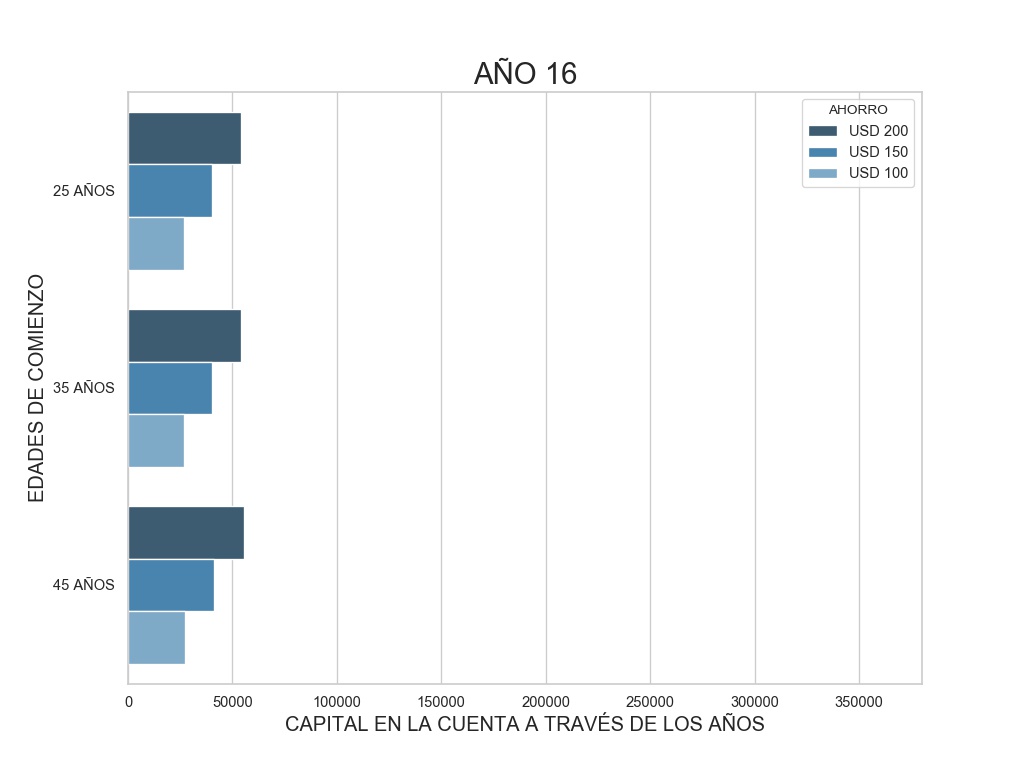 AÑO 16
AHORRO
USD 200
USD 150
USD 100
25 AÑOS
35 AÑOS
45 AÑOS
EDADES DE COMIENZO
0 50000 100000 150000 200000 250000 300000 350000
CAPITAL EN LA CUENTA A TRAVÉS DE LOS AÑOS